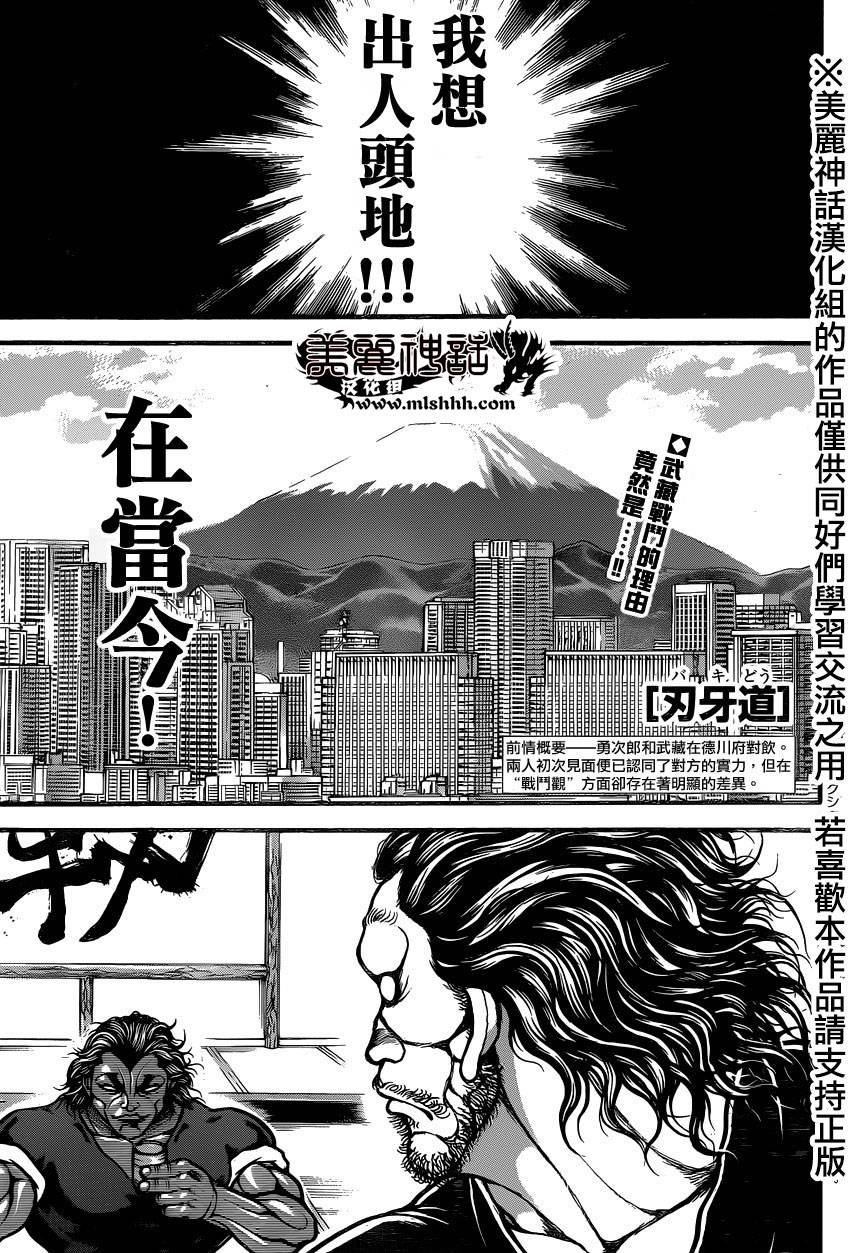 我想
出人頭地!!!
美麗神話
汉化组
www.mlshhh.com
在當今!
◆武藏戰鬥的理由
竟然是……!!
バキどう
[刃牙道]
前情概要——勇次郎和武藏在德川府對飲。
兩人初次見面便已認同了對方的實力，但在
“戰鬥觀”方面卻存在著明顯的差異。
※美麗神話漢化組的作品僅供同好們學習交流之用
クシ
若喜歡本作品請支持正版